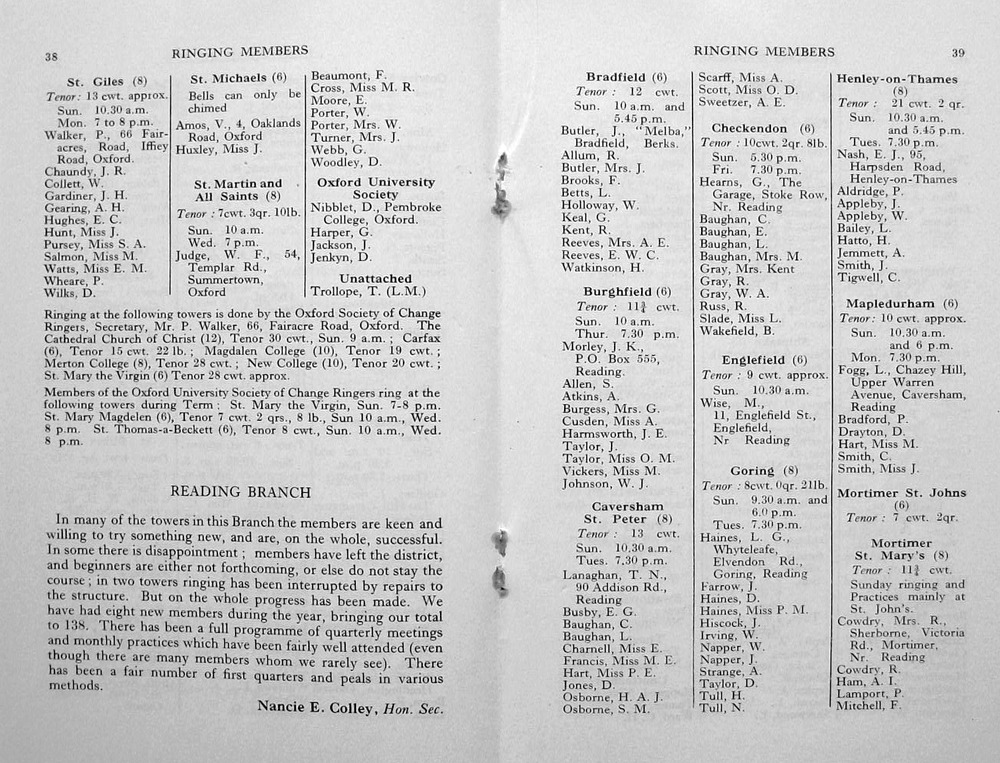 38
RINGING MEMBERS
St. Giles (8)
Tenor: 13 cwt. approx.
Sun. 10.30 a.m.
Mon. 7 to 8 p.m.
Walker, P., 66 Fair-
acres, Road, Iffley
Road, Oxford.
Chaundy, J. R.
Collett, W.
Gardiner, J. H.
Gearing, A. H.
Hughes, E. C.
Hunt, Miss J.
Pursey, Miss S. A.
Salmon, Miss M.
Watts, Miss E. M.
Wheare, P.
Wilks, D.
St. Michaels (6)
Bells can only be
chimed
Amos, V., 4, Oaklands
Road, Oxford
Huxley, Miss J.
St. Martin and
All Saints (8)
Tenor : 7cwt. 3qr. 10lb.
Sun. 10 a.m.
Wed. 7 p.m.
Judge, W. F., 54,
Templar Rd.,
Summertown,
Oxford
Beaumont, F.
Cross, Miss M. R.
Moore, E.
Porter, W.
Porter, Mrs. W.
Turner, Mrs. J.
Webb, G.
Woodley, D.
Oxford University
Society
Nibblet, D., Pembroke
College, Oxford.
Harper, G.
Jackson, J.
Jenkyn, D.
Unattached
Trollope, T. (L.M.)
Ringing at the following towers is done by the Oxford Society of Change
Ringers, Secretary, Mr. P. Walker, 66, Fairacre Road, Oxford. The
Cathedral Church of Christ (12), Tenor 30 cwt., Sun. 9 a.m. ; Carfax
(6), Tenor 15 cwt. 22 lb. ; Magdalen College (10), Tenor 19 cwt. ;
Merton College (8), Tenor 28 cwt. ; New College (10), Tenor 20 cwt. ;
St. Mary the Virgin (6) Tenor 28 cwt. approx.
Members of the Oxford University Society of Change Ringers ring at the
following towers during Term : St. Mary the Virgin, Sun. 7-8 p.m.
St. Mary Magdelen (6), Tenor 7 cwt. 2 qrs., 8 lb., Sun 10 a.m., Wed.
8 p.m. St. Thomas-a-Beckett (6), Tenor 8 cwt., Sun. 10 a.m., Wed.
8 p.m.
READING BRANCH
In many of the towers in this Branch the members are keen and
willing to try something new, and are, on the whole, successful.
In some there is disappointment ; members have left the district,
and beginners are either not forthcoming, or else do not stay the
course ; in two towers ringing has been interrupted by repairs to
the structure. But on the whole progress has been made. We
have had eight new members during the year, bringing our total
to 138. There has been a full programme of quarterly meetings
and monthly practices which have been fairly well attended (even
though there are many members whom we rarely see). There
has been a fair number of first quarters and peals in various
methods.
Nancie E. Colley, Hon. Sec.
RINGING MEMBERS
39
Bradfield (6)
Tenor : 12 cwt.
Sun. 10 a.m. and
5.45 p.m.
Butler, J., "Melba,"
Bradfield, Berks.
Allum, R.
Butler, Mrs. J.
Brooks, F.
Betts, L.
Holloway, W.
Keal, G.
Kent, R.
Reeves, Mrs. A. E.
Reeves, E. W. C.
Watkinson, H.
Burghfield (6)
Tenor : 11¾ cwt.
Sun. 10 a.m.
Thur. 7.30 p.m.
Morley, J. K.,
P.O. Box 555,
Reading.
Allen, S.
Atkins, A.
Burgess, Mrs. G.
Cusden, Miss A.
Harmsworth, J. E.
Taylor, J.
Taylor, Miss O. M.
Vickers, Miss M.
Johnson, W. J.
Caversham
St. Peter (8)
Tenor : 13 cwt.
Sun. 10.30 a.m.
Tues. 7.30 p.m.
Lanaghan, T. N.,
90 Addison Rd.,
Reading
Busby, E. G.
Baughan, C.
Baughan, L.
Charnell, Miss E.
Francis, Miss M. E.
Hart, Miss P. E.
Jones, D.
Osborne, H. A. J.
Osborne, S. M.
Scarff, Miss A.
Scott, Miss O. D.
Sweetzer, A. E.
Checkendon (6)
Tenor : 10cwt. 2qr. 8lb.
Sun. 5.30 p.m.
Fri. 7.30 p.m.
Hearns, G., The
Garage, Stoke Row,
Nr. Reading
Baughan, C.
Baughan, E.
Baughan, L.
Baughan, Mrs. M.
Gray, Mrs. Kent
Gray, R.
Gray, W. A.
Russ, R.
Slade, Miss L.
Wakefield, B.
Englefield (6)
Tenor : 9 cwt. approx.
Sun. 10.30 a.m.
Wise, M.,
11, Englefield St.,
Englefield,
Nr Reading
Goring (8)
Tenor : 8cwt. 0qr. 21lb.
Sun. 9.30 a.m. and
6.0 p.m.
Tues. 7.30 p.m.
Haines, L. G.,
Whyteleafe,
Elvendon Rd.,
Goring, Reading
Farrow, J.
Haines, D.
Haines, Miss P. M.
Hiscock, J.
Irving, W.
Napper, W.
Napper, J.
Strange, A.
Taylor, D.
Tull, H.
Tull, N.
Henley-on-Thames
(8)
Tenor : 21 cwt. 2 qr.
Sun. 10.30 a.m.
and 5.45 p.m.
Tues. 7.30 p.m.
Nash, E. J., 95,
Harpsden Road,
Henley-on-Thames
Aldridge, P.
Appleby, J.
Appleby, W.
Bailey, L.
Hatto, H.
Jemmett, A.
Smith, J.
Tigwell, C.
Mapledurham (6)
Tenor: 10 cwt. approx.
Sun. 10.30 a.m.
and 6 p.m.
Mon. 7.30 p.m.
Fogg, L., Chazey Hill,
Upper Warren
Avenue, Caversham,
Reading
Bradford, P.
Drayton, D.
Hart, Miss M.
Smith, C.
Smith, Miss J.
Mortimer St. Johns
(6)
Tenor : 7 cwt. 2qr.
Mortimer
St. Mary's (8)
Tenor : 11¾ cwt.
Sunday ringing and
Practices mainly at
St. John's.
Cowdry, Mrs. R.,
Sherborne, Victoria
Rd., Mortimer,
Nr. Reading
Cowdry, R.
Ham, A. I.
Lamport, P.
Mitchell, F.